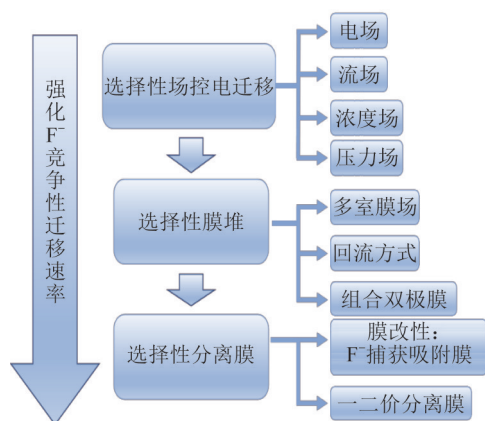 强化F⁻竞争性迁移速率
选择性场控电迁移
电场
流场
浓度场
压力场
选择性膜堆
多室膜场
回流方式
组合双极膜
选择性分离膜
膜改性：
F⁻捕获吸附膜
一二价分离膜